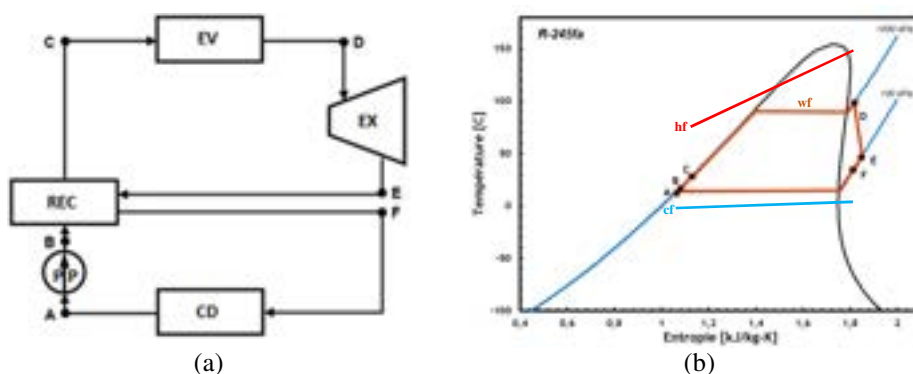 C
EV
D
EX
REC
E
F
B
PP
A
CD
(a)
R-245fa
Température [C]
150
100
50
0
-50
-100
hf
wf
cf
A
B
C
D
E
F
0,4
0,6
0,8
1
1,2
1,4
1,6
1,8
2
Entropie [kJ/kg-K]
(b)